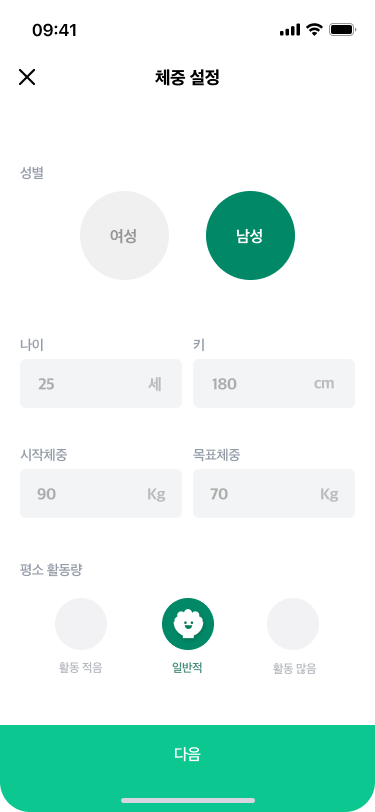 09:41
체중 설정
성별
여성 남성
나이 키
25 세 180 cm
시작체중 목표체중
90 Kg 70 Kg
평소 활동량
활동 적음 일반적 활동 많음
다음